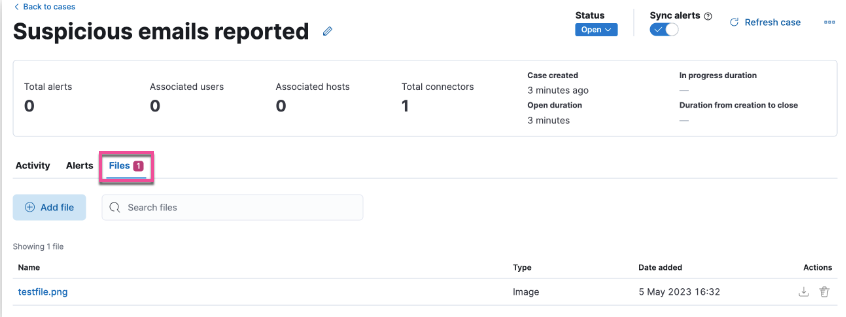 Back to cases
Suspicious emails reported
Status
Open
Sync alerts
Refresh case
Total alerts
0
Associated users
0
Associated hosts
0
Total connectors
1
Case created
3 minutes ago
Open duration
3 minutes
In progress duration
—
Duration from creation to close
—
Activity Alerts Files 1
Add file
Search files
Showing 1 file
Name Type Date added Actions
testfile.png Image 5 May 2023 16:32